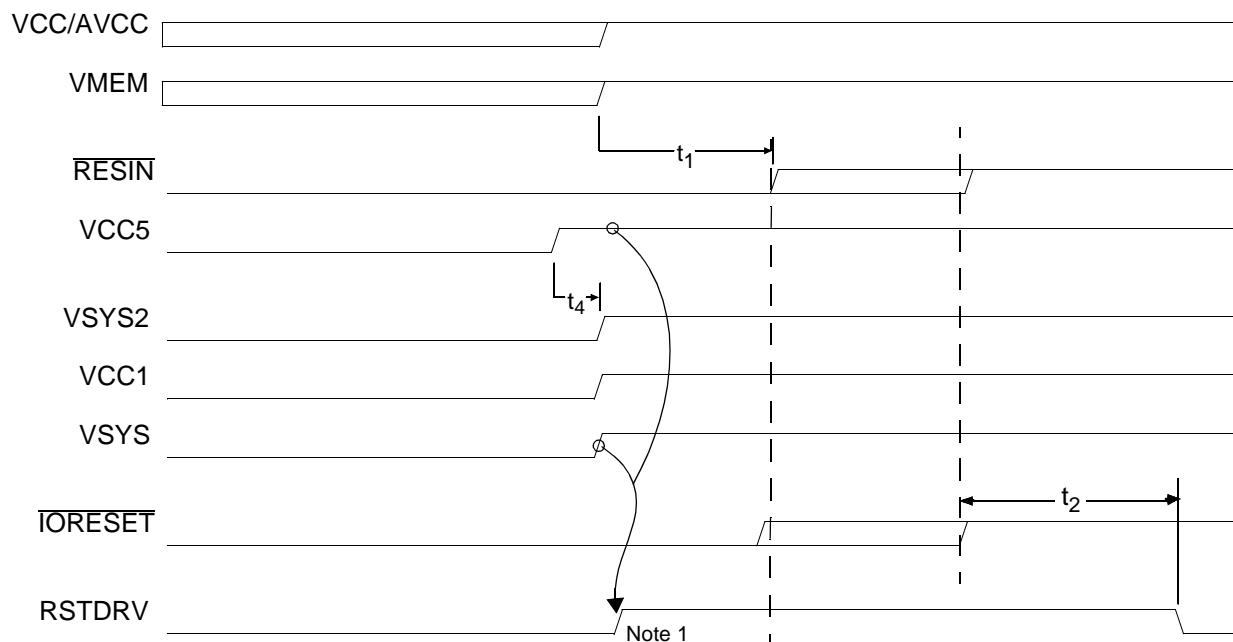 VCC/AVCC
VMEM
t1
RESIN
VCC5
t4
VSYS2
VCC1
VSYS
t2
IORESET
RSTDRV
Note 1